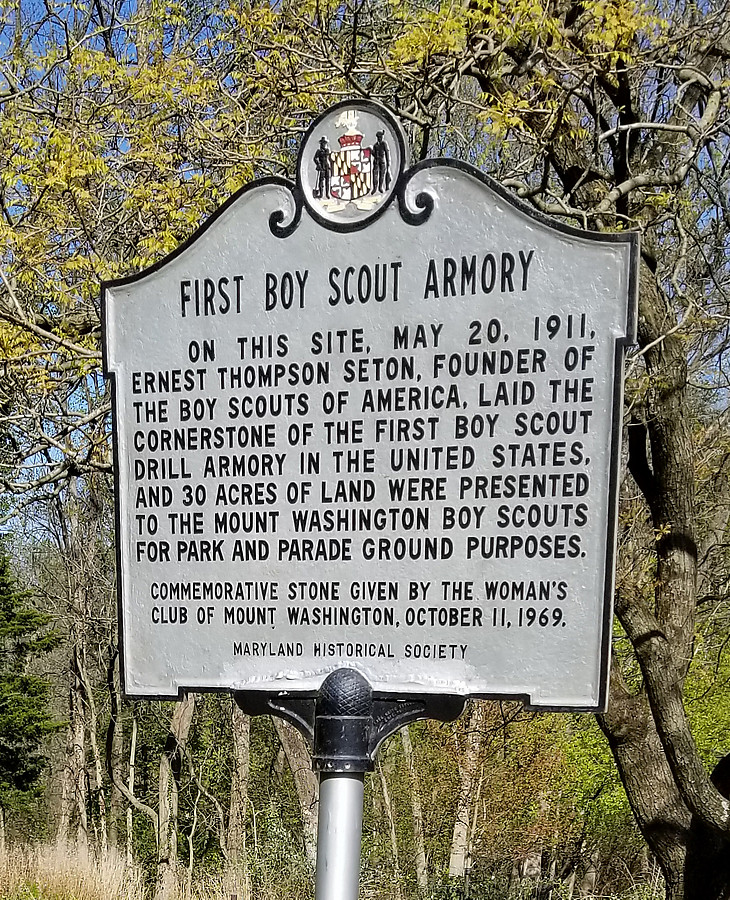 FIRST BOY SCOUT ARMORY
ON THIS SITE, MAY 20, 1911,
ERNEST THOMPSON SETON, FOUNDER OF
THE BOY SCOUTS OF AMERICA, LAID THE
CORNERSTONE OF THE FIRST BOY SCOUT
DRILL ARMORY IN THE UNITED STATES,
AND 30 ACRES OF LAND WERE PRESENTED
TO THE MOUNT WASHINGTON BOY SCOUTS
FOR PARK AND PARADE GROUND PURPOSES.
COMMEMORATIVE STONE GIVEN BY THE WOMAN'S
CLUB OF MOUNT WASHINGTON, OCTOBER 11, 1969.
MARYLAND HISTORICAL SOCIETY